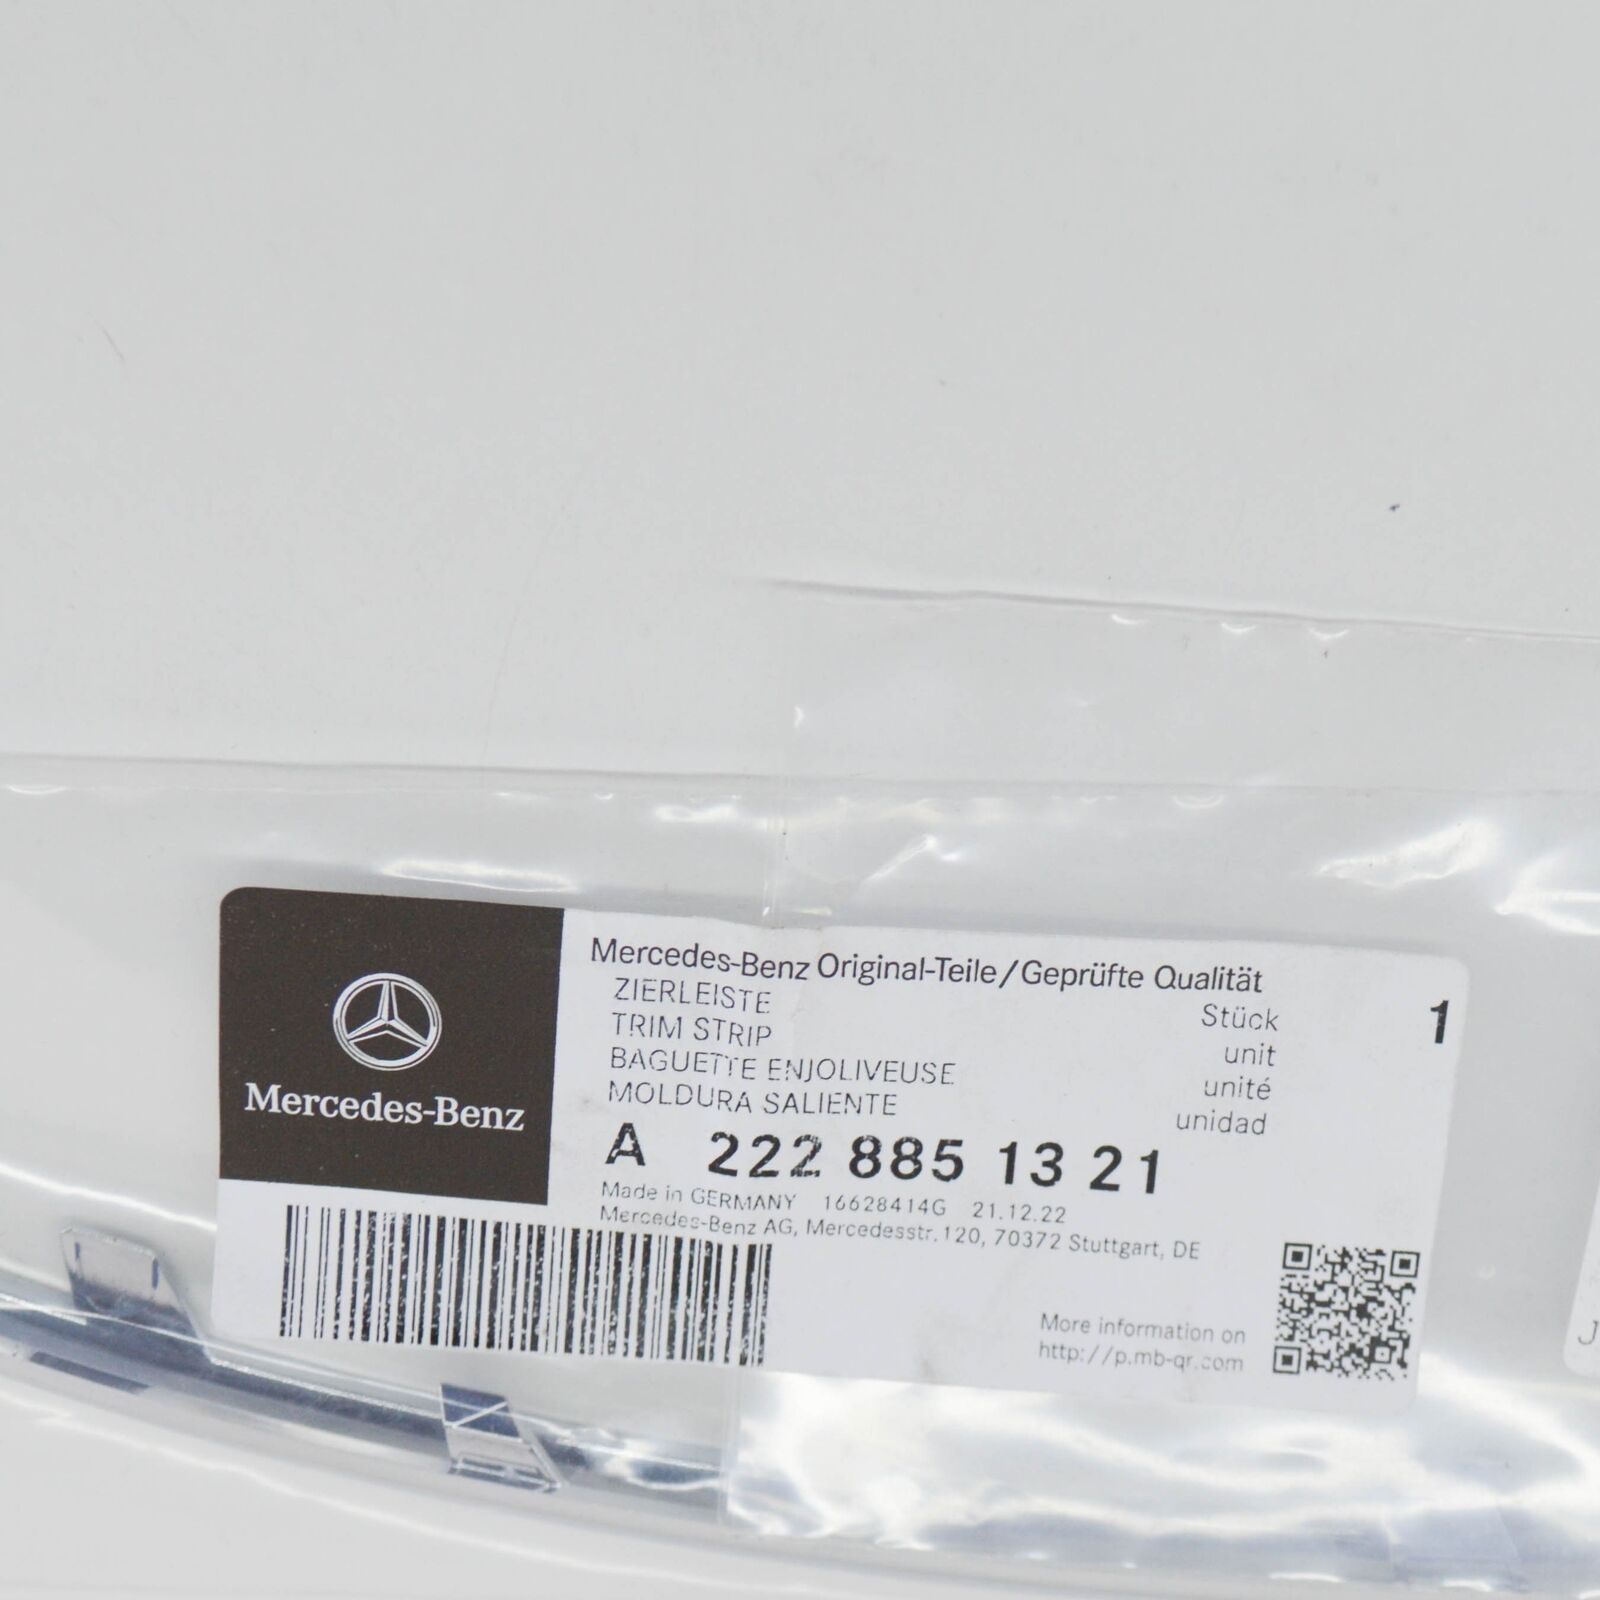 Mercedes-Benz
Mercedes-Benz Original-Teile/Geprüfte Qualität
ZIERLEISTE Stück 1
TRIM STRIP unit
BAGUETTE ENJOLIVEUSE unité
MOLDURA SALIENTE unidad
A 222 885 13 21
Made in GERMANY 16628414G 21.12.22
Mercedes-Benz AG, Mercedesstr. 120, 70372 Stuttgart, DE
More information on
http://p.mb-qr.com
J